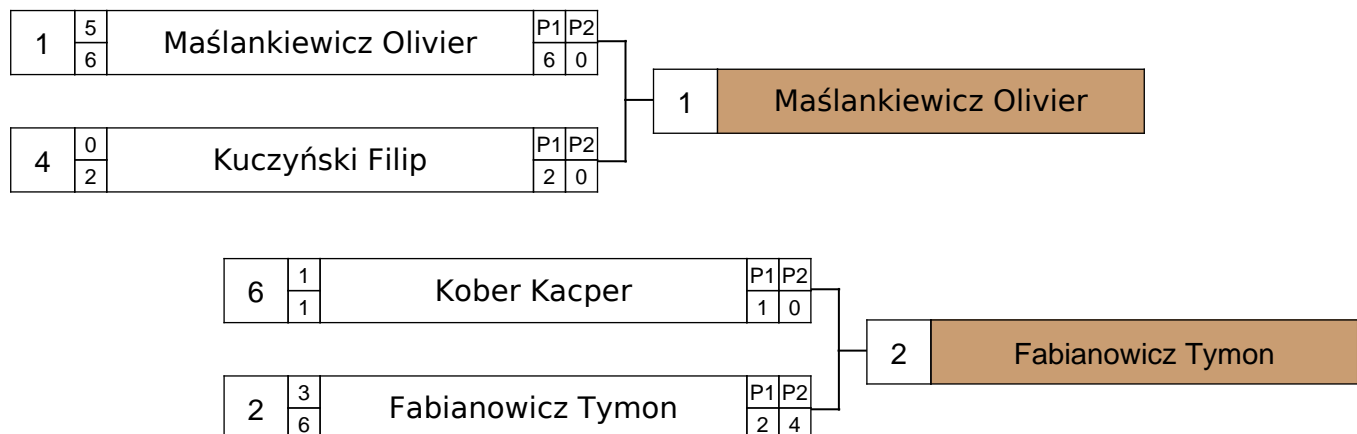 1 5 6 Maślankiewicz Olivier P1 P2 6 0
1 Maślankiewicz Olivier
4 0 2 Kuczyński Filip P1 P2 2 0
6 1 1 Kober Kacper P1 P2 1 0
2 Fabianowicz Tymon
2 3 6 Fabianowicz Tymon P1 P2 2 4